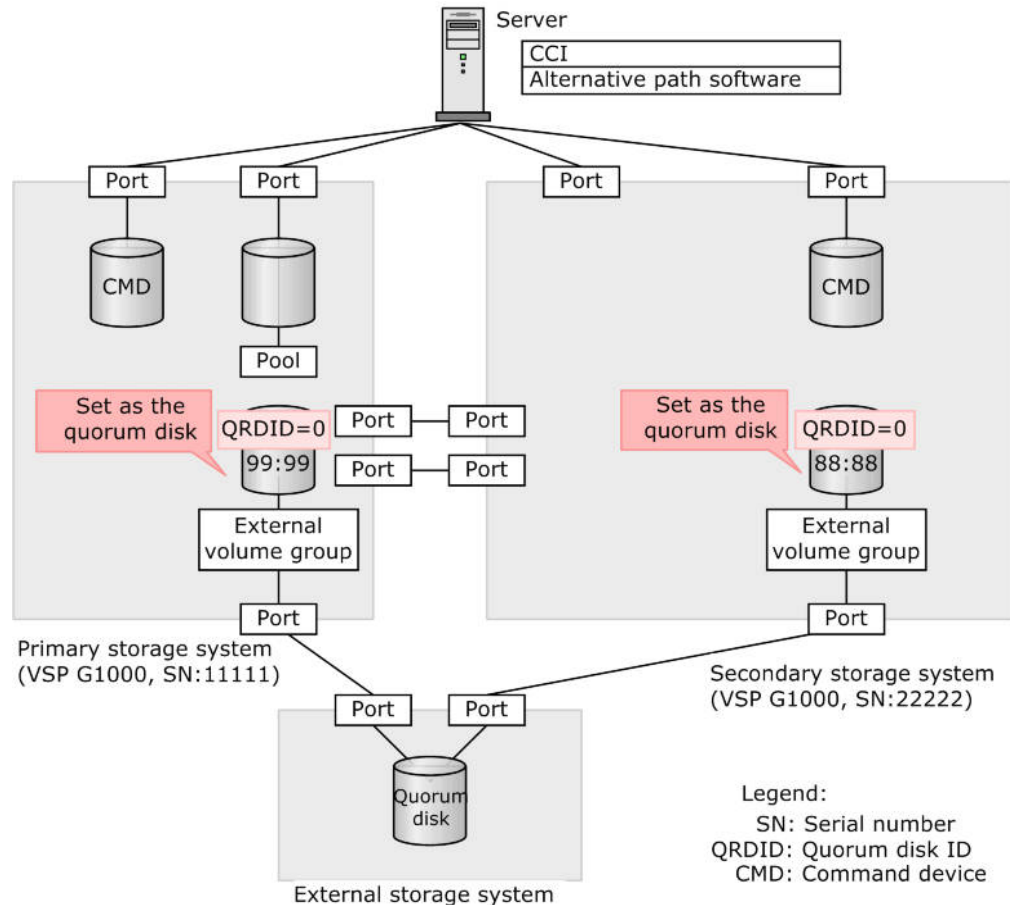 Server
CCI
Alternative path software
Port
Port
Port
Port
CMD
CMD
Pool
Set as the
quorum disk
QRDID=0
99:99
Port
Port
Port
Port
Set as the
quorum disk
QRDID=0
88:88
External
volume group
External
volume group
Port
Port
Primary storage system
(VSP G1000, SN:11111)
Secondary storage system
(VSP G1000, SN:22222)
Port
Port
Quorum
disk
External storage system
Legend:
SN: Serial number
QRDID: Quorum disk ID
CMD: Command device